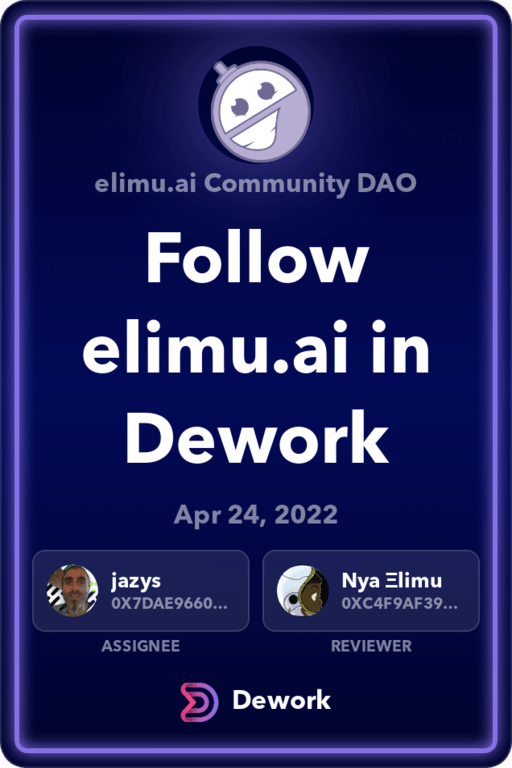 elimu.ai Community DAO
Follow
elimu.ai in
Dework
Apr 24, 2022
jazys
0X7DAE9660...
ASSIGNEE
Nya Ξlimu
0XC4F9AF39...
REVIEWER
Dework